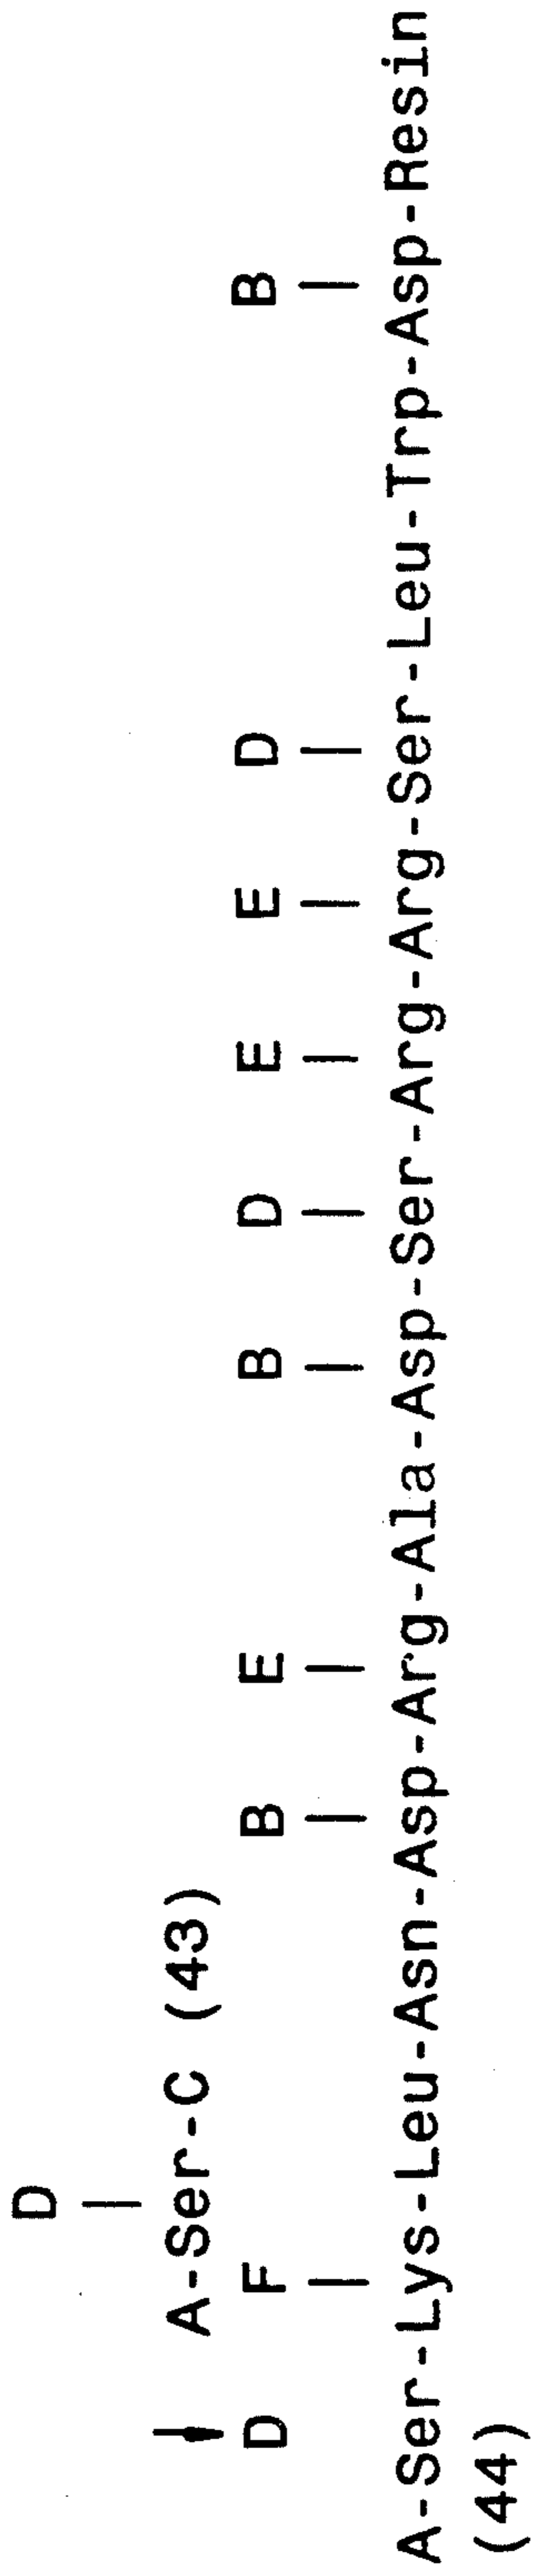 D
A-Ser-C (43)
D F B E B D E E D B
A-Ser-Lys-Leu-Asn-Asp-Arg-Ala-Asp-Ser-Arg-Arg-Ser-Leu-Trp-Asp-Resin
(44)